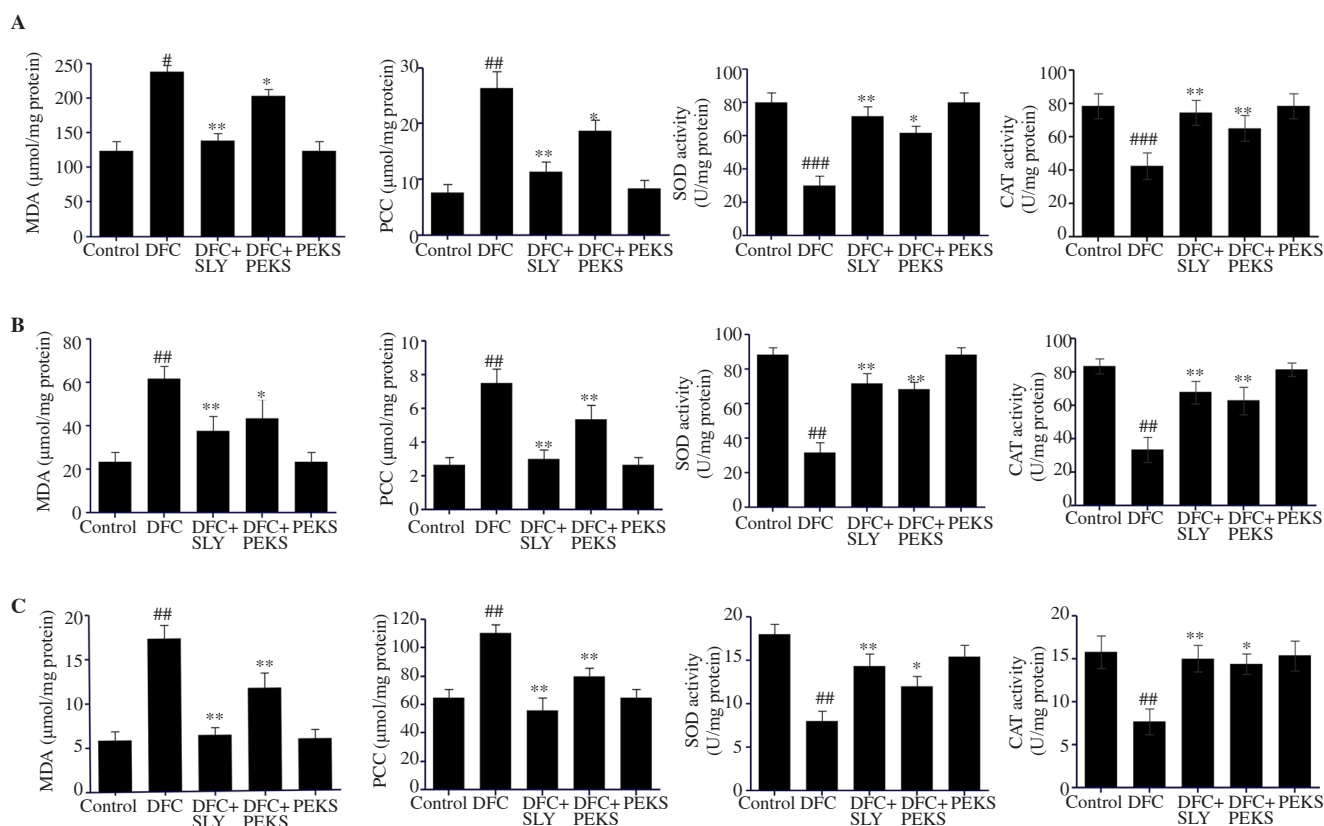 A
MDA (μmol/mg protein)
250
200
150
100
50
0
#
**
*
Control DFC DFC+ DFC+ PEKS
SLY PEKS
PCC (μmol/mg protein)
30
20
10
0
##
**
*
Control DFC DFC+ DFC+ PEKS
SLY PEKS
SOD activity
(U/mg protein)
100
80
60
40
20
0
###
**
*
Control DFC DFC+ DFC+ PEKS
SLY PEKS
CAT activity
(U/mg protein)
100
80
60
40
20
0
###
**
**
Control DFC DFC+ DFC+ PEKS
SLY PEKS
B
MDA (μmol/mg protein)
80
60
40
20
0
##
**
*
Control DFC DFC+ DFC+ PEKS
SLY PEKS
PCC (μmol/mg protein)
10
8
6
4
2
0
##
**
**
Control DFC DFC+ DFC+ PEKS
SLY PEKS
SOD activity
(U/mg protein)
100
80
60
40
20
0
##
**
**
Control DFC DFC+ DFC+ PEKS
SLY PEKS
CAT activity
(U/mg protein)
100
80
60
40
20
0
##
**
**
Control DFC DFC+ DFC+ PEKS
SLY PEKS
C
MDA (μmol/mg protein)
20
15
10
5
0
##
**
**
Control DFC DFC+ DFC+ PEKS
SLY PEKS
PCC (μmol/mg protein)
120
100
80
60
40
20
0
##
**
**
Control DFC DFC+ DFC+ PEKS
SLY PEKS
SOD activity
(U/mg protein)
20
15
10
5
0
##
**
*
Control DFC DFC+ DFC+ PEKS
SLY PEKS
CAT activity
(U/mg protein)
20
15
10
5
0
##
**
*
Control DFC DFC+ DFC+ PEKS
SLY PEKS